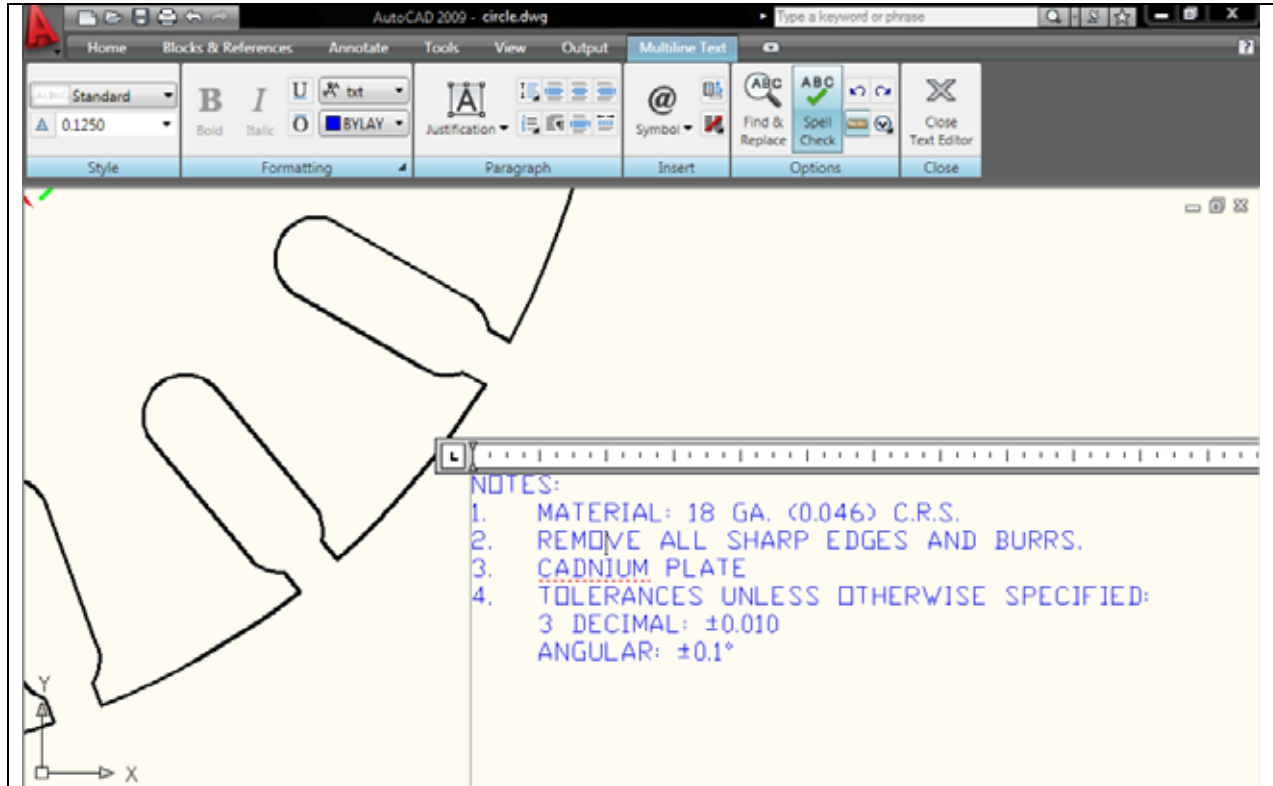 AutoCAD 2009 - circle.dwg
Type a keyword or phrase
Home Blocks & References Annotate Tools View Output Multiline Text
Standard
0.1250
Style
B I U txt
Bold Italic O BYLAY
Formatting
A
Justification
Paragraph
@
Symbol
Insert
ABC ABC
Find & Replace
Spell Check
Options
Close Text Editor
Close
NOTES:
1. MATERIAL: 18 GA. (0.046) C.R.S.
2. REMOVE ALL SHARP EDGES AND BURRS.
3. CADNIUM PLATE
4. TOLERANCES UNLESS OTHERWISE SPECIFIED:
3 DECIMAL: ±0.010
ANGULAR: ±0.1°
Y
X